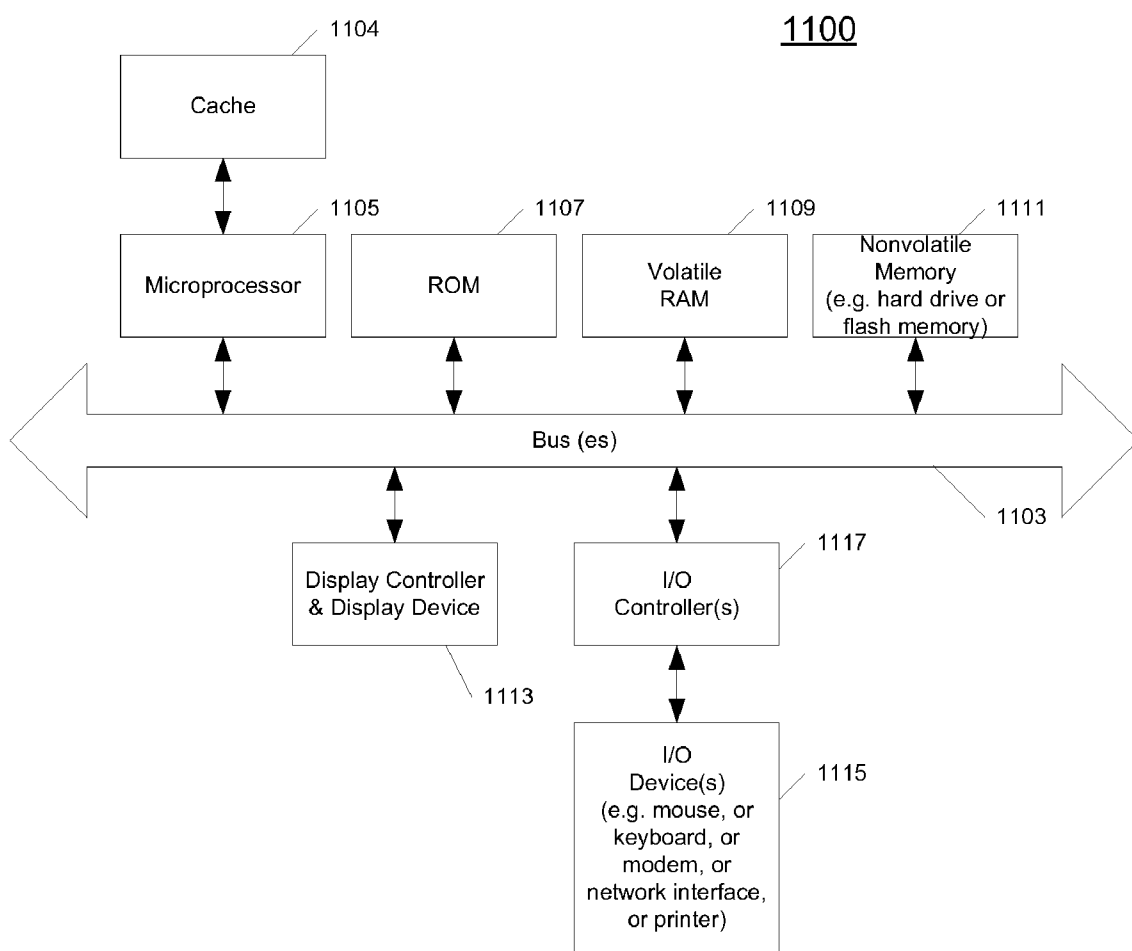 1100
1104
Cache
1105
1107
1109
1111
Microprocessor
ROM
Volatile
RAM
Nonvolatile
Memory
(e.g. hard drive or
flash memory)
Bus (es)
1103
Display Controller
& Display Device
1113
1117
I/O
Controller(s)
1115
I/O
Device(s)
(e.g. mouse, or
keyboard, or
modem, or
network interface,
or printer)